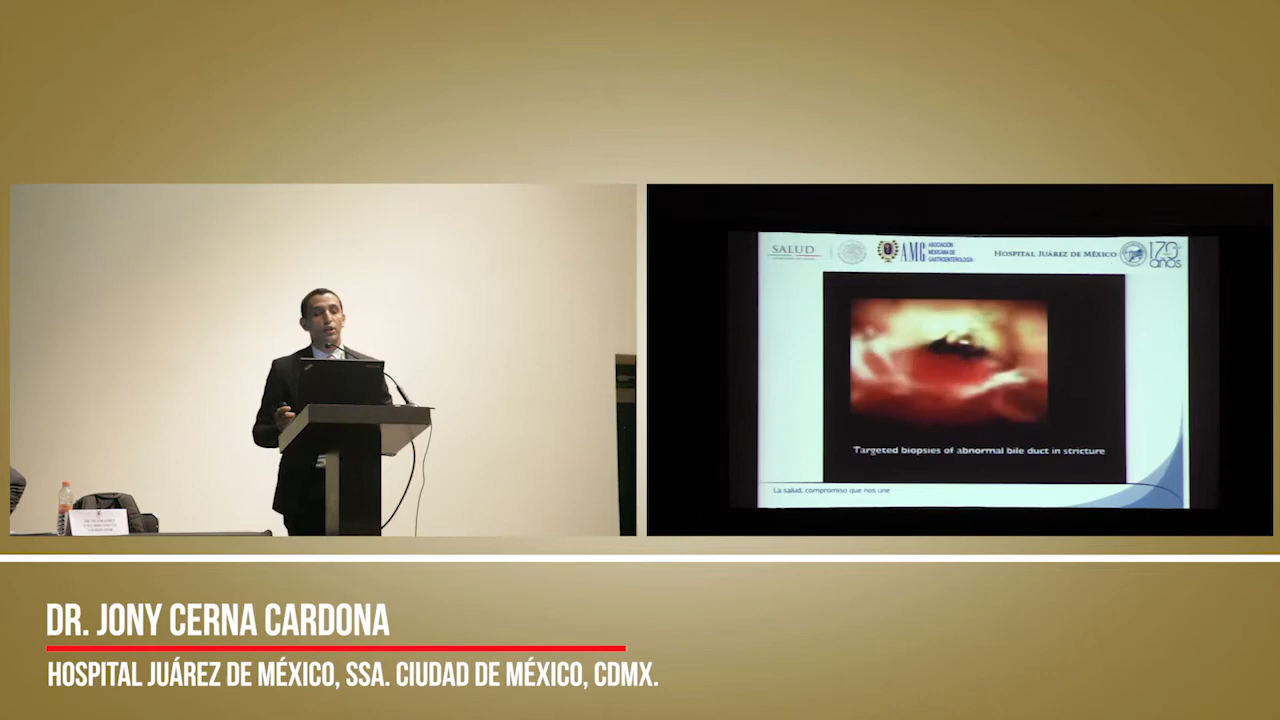 SALUD
AMG
ASOCIACIÓN
MEXICANA DE
GASTROENTEROLOGÍA
HOSPITAL JUÁREZ DE MÉXICO
170
años
Targeted biopsies of abnormal bile duct in stricture
La salud, compromiso que nos une
DR. JONY CERNA CARDONA
HOSPITAL JUÁREZ DE MÉXICO, SSA. CIUDAD DE MÉXICO, CDMX.